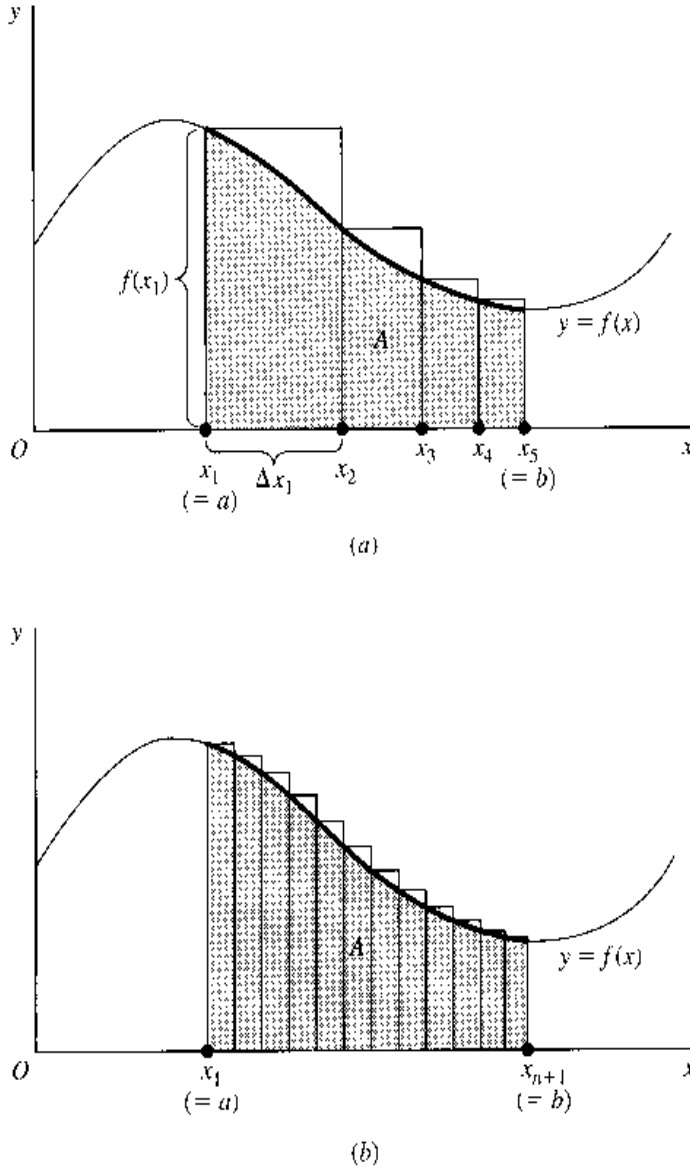 y
f(x₁)
A
y = f(x)
O
x₁
Δx₁
x₂
x₃
x₄
x₅
x
(= a)
(= b)
(a)
y
A
y = f(x)
O
x₁
xₙ₊₁
x
(= a)
(= b)
(b)